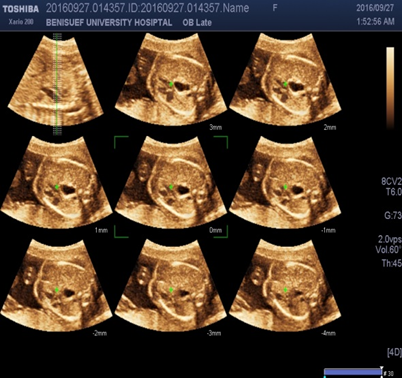 TOSHIBA 20160927.014357.ID:20160927.014357.Name F 2016/09/27
Xario 200 BENISUEF UNIVERSITY HOSIPTAL OB Late 1:52:56 AM
3mm 2mm
8CV2
T6.0
G:73
1mm 0mm -1mm
2.0vps
Vol.60°
Th:45
-2mm -3mm -4mm
[4D]
30